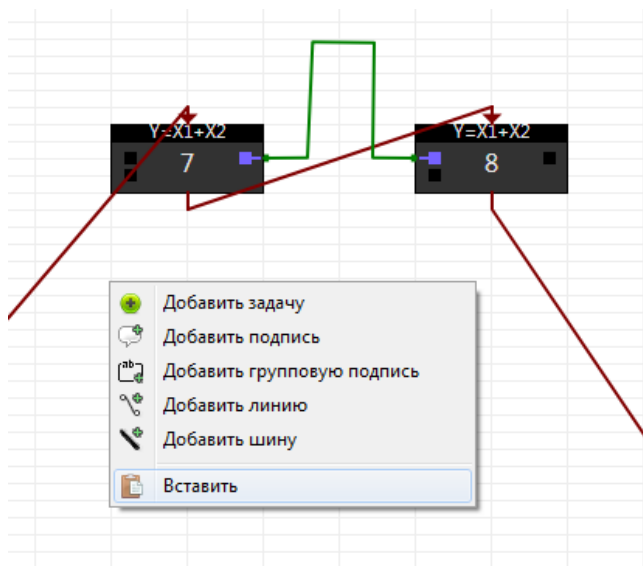 Y=X1+X2
7
Y=X1+X2
8
Добавить задачу
Добавить подпись
Добавить групповую подпись
Добавить линию
Добавить шину
Вставить